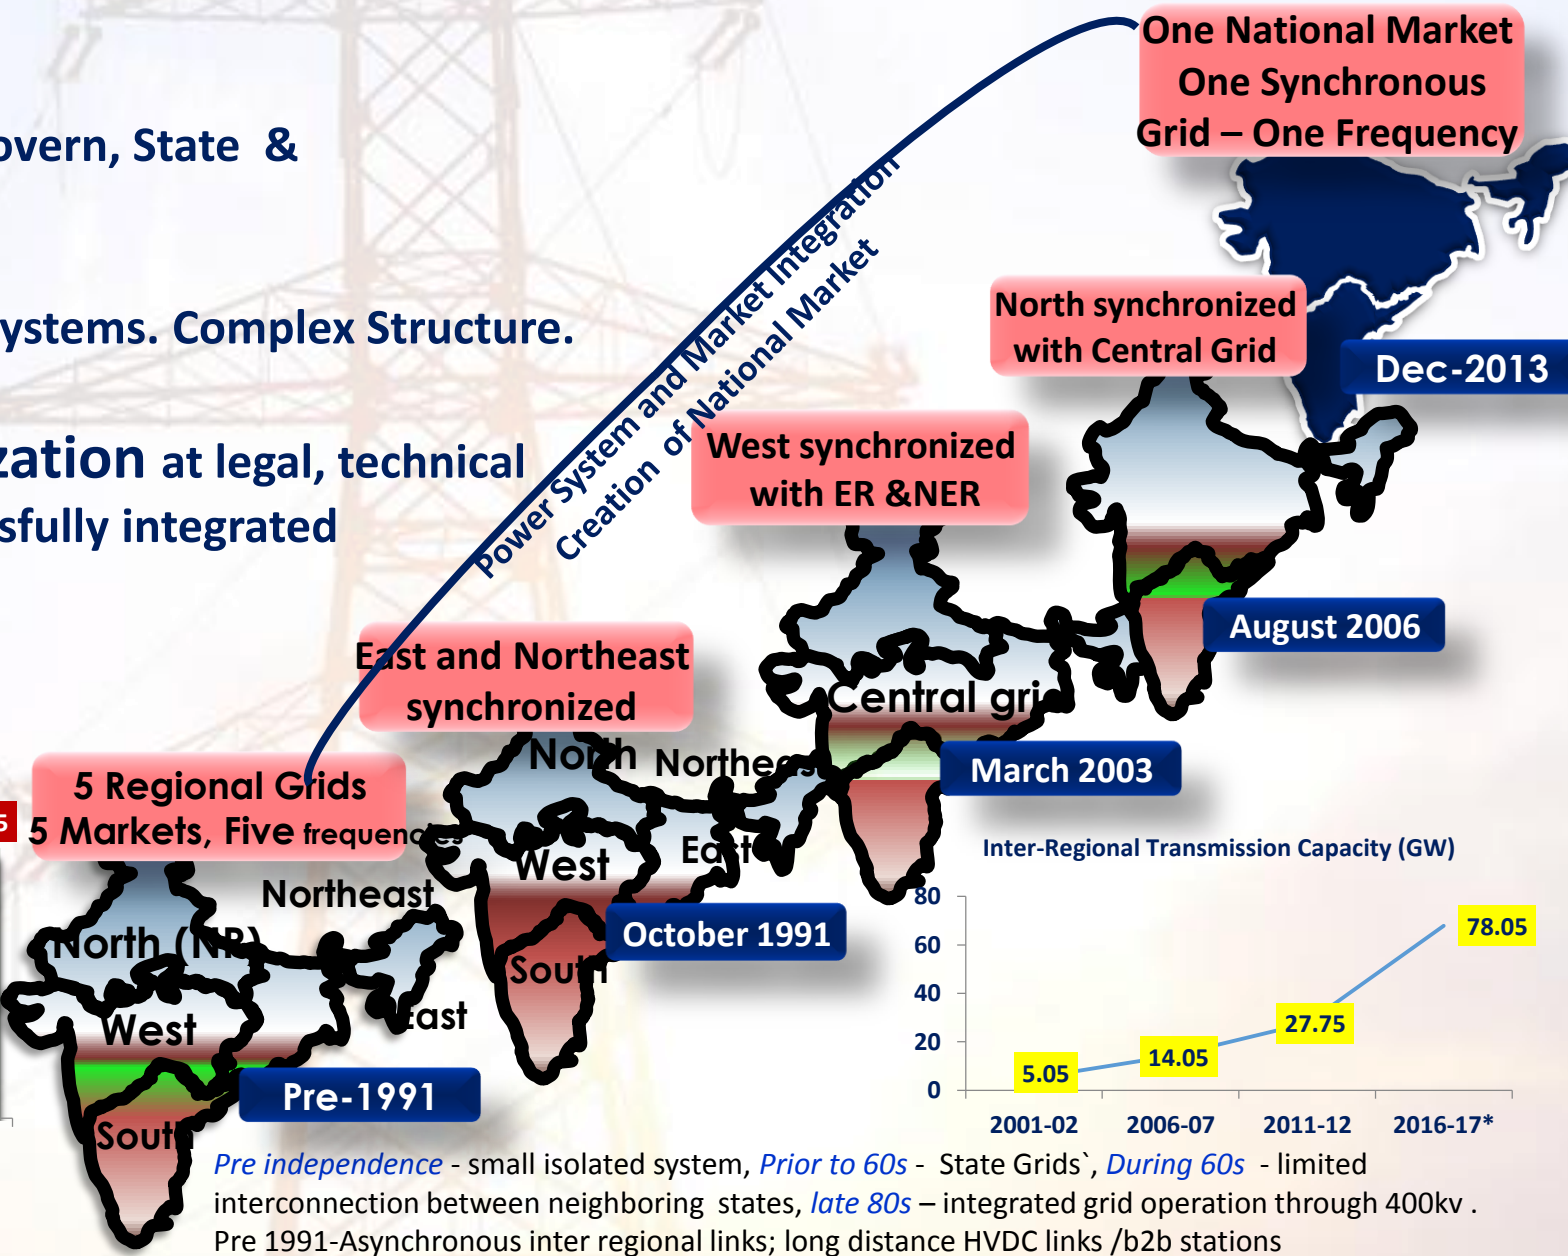 One National Market
One Synchronous
Grid – One Frequency
overn, State &
ystems. Complex Structure.
zation at legal, technical
sfully integrated
Power System and Market Integration
Creation of National Market
North synchronized
with Central Grid
Dec-2013
West synchronized
with ER &NER
August 2006
East and Northeast
synchronized
Central gri
March 2003
North
Northeas
West
East
South
October 1991
5 Regional Grids
5 Markets, Five frequencies
5
Northeast
North (NR)
West
East
South
Pre-1991
Inter-Regional Transmission Capacity (GW)
80
60
40
20
0
5.05
14.05
27.75
78.05
2001-02 2006-07 2011-12 2016-17*
Pre independence - small isolated system, Prior to 60s - State Grids`, During 60s - limited
interconnection between neighboring states, late 80s – integrated grid operation through 400kv .
Pre 1991-Asynchronous inter regional links; long distance HVDC links /b2b stations